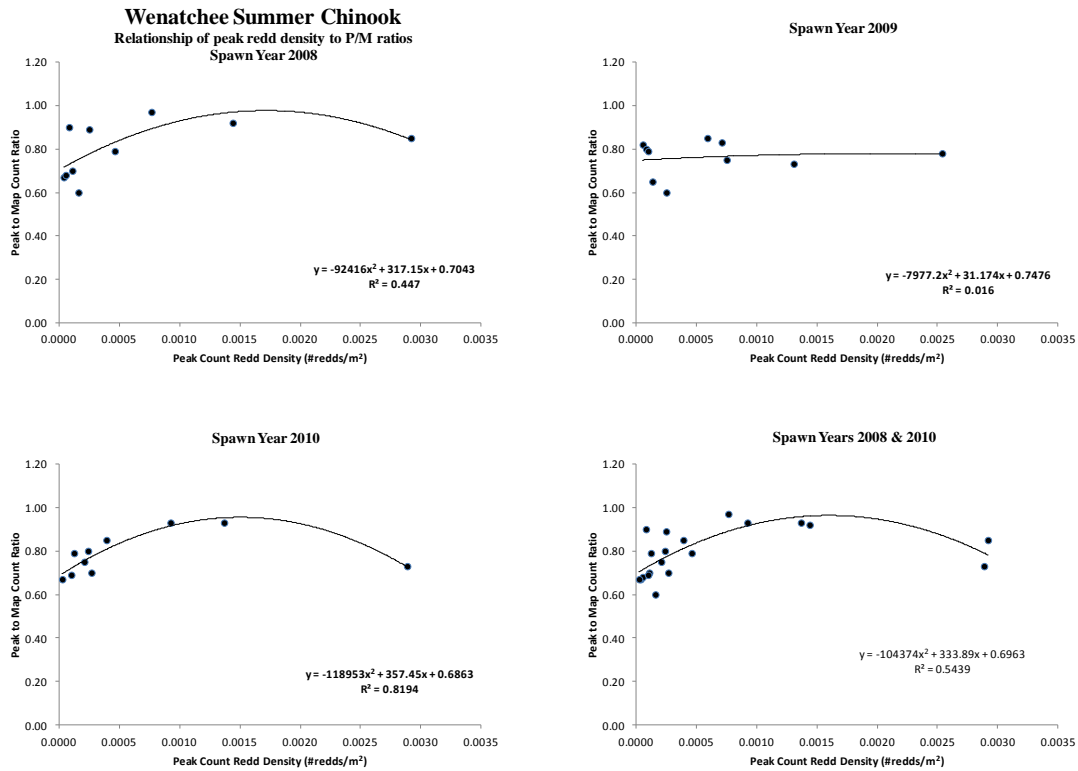 Wenatchee Summer Chinook
Relationship of peak redd density to P/M ratios
Spawn Year 2008
1.20
1.00
0.80
0.60
0.40
0.20
0.00
Peak to Map Count Ratio
y = -92416x² + 317.15x + 0.7043
R² = 0.447
0.0000 0.0005 0.0010 0.0015 0.0020 0.0025 0.0030 0.0035
Peak Count Redd Density (#redds/m²)
Spawn Year 2009
1.20
1.00
0.80
0.60
0.40
0.20
0.00
Peak to Map Count Ratio
y = -7977.2x² + 31.174x + 0.7476
R² = 0.016
0.0000 0.0005 0.0010 0.0015 0.0020 0.0025 0.0030 0.0035
Peak Count Redd Density (#redds/m²)
Spawn Year 2010
1.20
1.00
0.80
0.60
0.40
0.20
0.00
Peak to Map Count Ratio
y = -118953x² + 357.45x + 0.6863
R² = 0.8194
0.0000 0.0005 0.0010 0.0015 0.0020 0.0025 0.0030 0.0035
Peak Count Redd Density (#redds/m²)
Spawn Years 2008 & 2010
1.20
1.00
0.80
0.60
0.40
0.20
0.00
Peak to Map Count Ratio
y = -104374x² + 333.89x + 0.6963
R² = 0.5439
0.0000 0.0005 0.0010 0.0015 0.0020 0.0025 0.0030 0.0035
Peak Count Redd Density (#redds/m²)